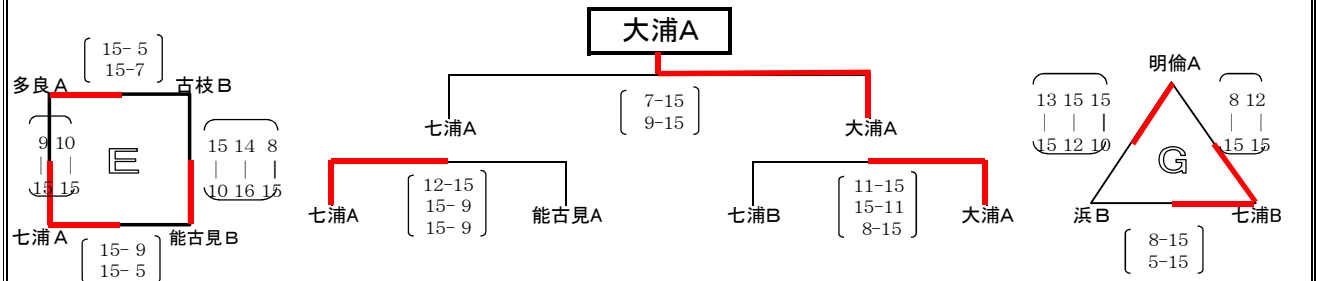 大浦A
15- 5
15-7
多良A
古枝B
明倫A
9 10
| |
15 15
E
15 14 8
| | |
10 16 15
七浦A
能古見B
15- 9
15- 5
七浦A
大浦A
7-15
9-15
七浦A
能古見A
12-15
15- 9
15- 9
七浦B
大浦A
11-15
15-11
8-15
13 15 15
| | |
15 12 10
8 12
| |
15 15
G
浜B
七浦B
8-15
5-15